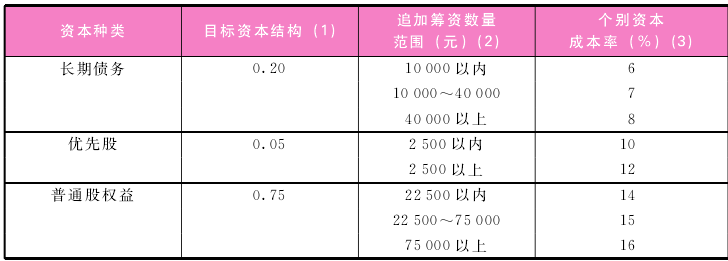 资本种类 目标资本结构（1） 追加筹资数量范围（元）（2） 个别资本成本率（%）（3）
长期债务 0.20 10 000 以内 6
10 000～40 000 7
40 000 以上 8
优先股 0.05 2 500 以内 10
2 500 以上 12
普通股权益 0.75 22 500 以内 14
22 500～75 000 15
75 000 以上 16